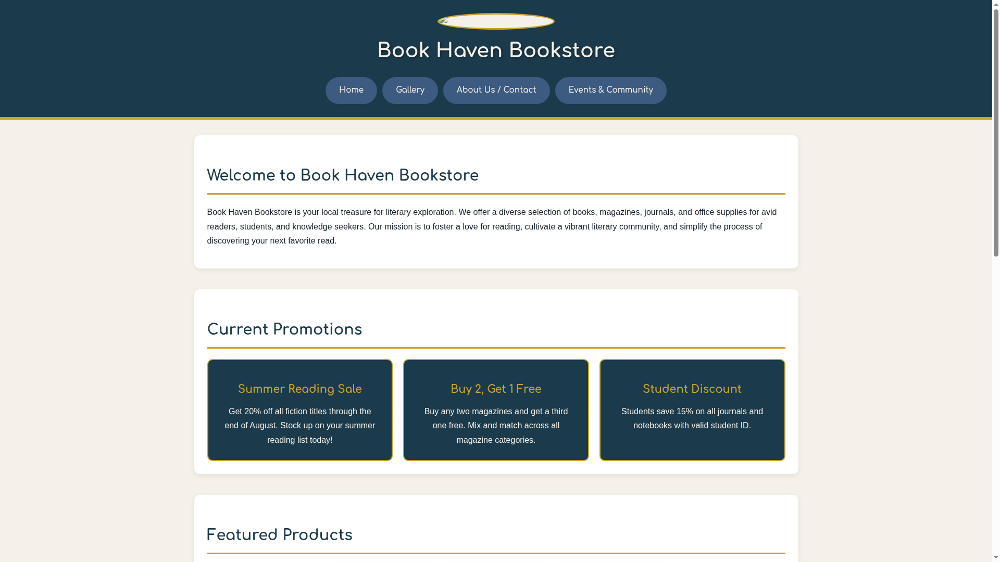 Book Haven Bookstore
Home
Gallery
About Us / Contact
Events & Community
Welcome to Book Haven Bookstore
Book Haven Bookstore is your local treasure for literary exploration. We offer a diverse selection of books, magazines, journals, and office supplies for avid
readers, students, and knowledge seekers. Our mission is to foster a love for reading, cultivate a vibrant literary community, and simplify the process of
discovering your next favorite read.
Current Promotions
Summer Reading Sale
Get 20% off all fiction titles through the
end of August. Stock up on your summer
reading list today!
Buy 2, Get 1 Free
Buy any two magazines and get a third
one free. Mix and match across all
magazine categories.
Student Discount
Students save 15% on all journals and
notebooks with valid student ID.
Featured Products